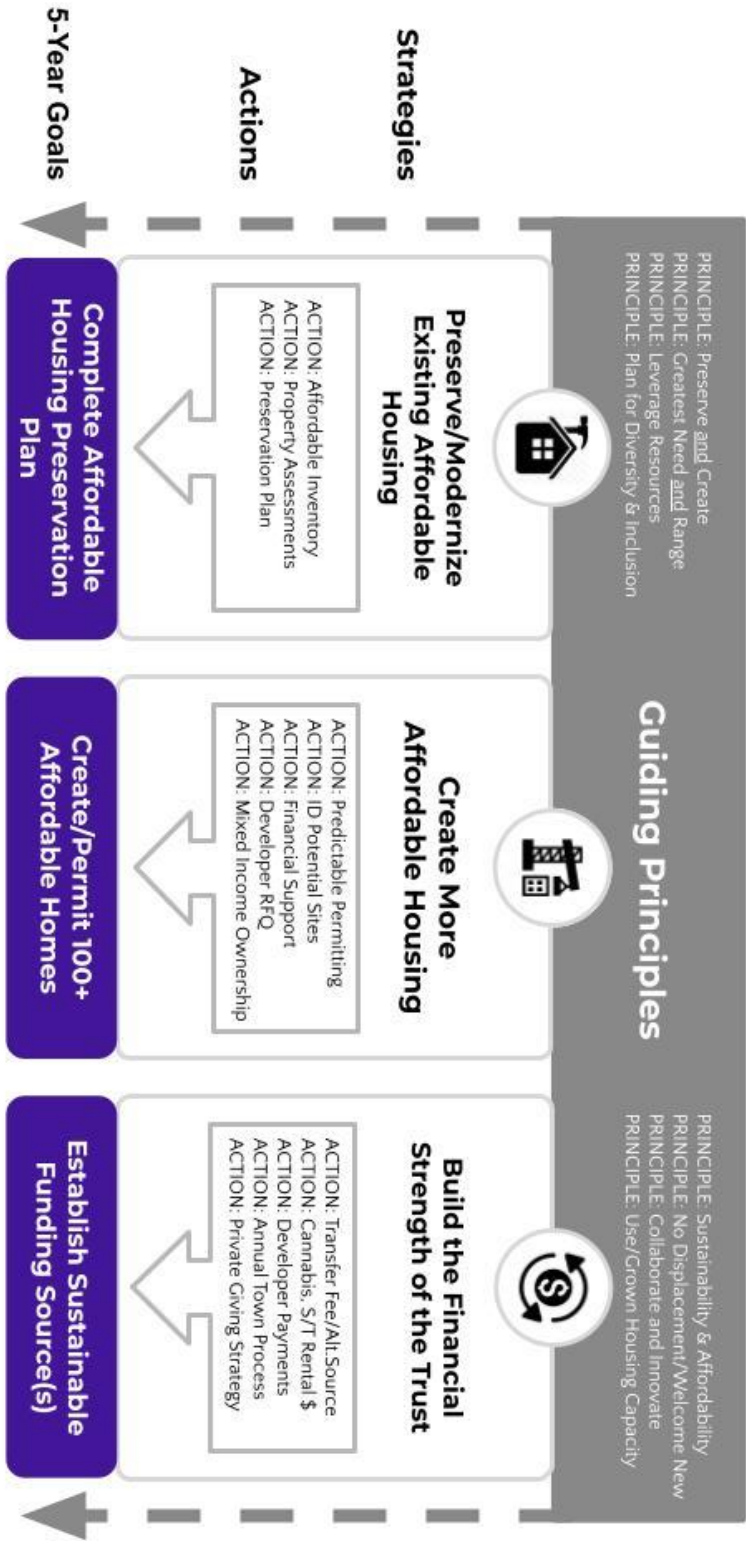 Guiding Principles
PRINCIPLE: Preserve and Create
PRINCIPLE: Greatest Need and Range
PRINCIPLE: Leverage Resources
PRINCIPLE: Plan for Diversity & Inclusion
PRINCIPLE: Sustainability & Affordability
PRINCIPLE: No Displacement/Welcome New
PRINCIPLE: Collaborate and Innovate
PRINCIPLE: Use/Grown Housing Capacity
Strategies
Preserve/Modernize
Existing Affordable
Housing
Create More
Affordable Housing
Build the Financial
Strength of the Trust
$
Actions
ACTION: Affordable Inventory
ACTION: Property Assessments
ACTION: Preservation Plan
ACTION: Predictable Permitting
ACTION: ID Potential Sites
ACTION: Financial Support
ACTION: Developer RFQ
ACTION: Mixed Income Ownership
ACTION: Transfer Fee/Alt.Source
ACTION: Cannabis, S/T Rental $
ACTION: Developer Payments
ACTION: Annual Town Process
ACTION: Private Giving Strategy
5-Year Goals
Complete Affordable
Housing Preservation
Plan
Create/Permit 100+
Affordable Homes
Establish Sustainable
Funding Source(s)